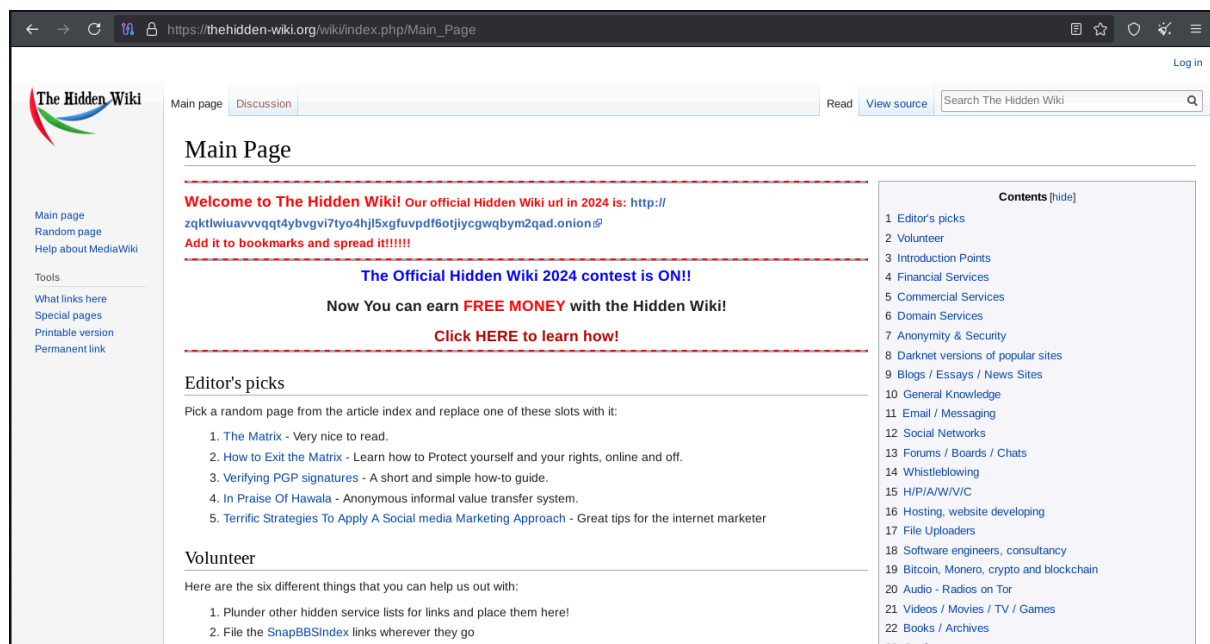 https://thehidden-wiki.org/wiki/index.php/Main_Page
Log in
The Hidden Wiki
Main page Discussion
Read View source Search The Hidden Wiki
Main Page
Welcome to The Hidden Wiki! Our official Hidden Wiki url in 2024 is: http://
zqktlwiuavvvqqt4ybvgvi7tyo4hjl5xgfuvpdf6otjiycgwqbym2qad.onion
Add it to bookmarks and spread it!!!!!!
The Official Hidden Wiki 2024 contest is ON!!
Now You can earn FREE MONEY with the Hidden Wiki!
Click HERE to learn how!
Main page
Random page
Help about MediaWiki
Tools
What links here
Special pages
Printable version
Permanent link
Editor's picks
Pick a random page from the article index and replace one of these slots with it:
1. The Matrix - Very nice to read.
2. How to Exit the Matrix - Learn how to Protect yourself and your rights, online and off.
3. Verifying PGP signatures - A short and simple how-to guide.
4. In Praise Of Hawala - Anonymous informal value transfer system.
5. Terrific Strategies To Apply A Social media Marketing Approach - Great tips for the internet marketer
Volunteer
Here are the six different things that you can help us out with:
1. Plunder other hidden service lists for links and place them here!
2. File the SnapBBSIndex links wherever they go
Contents [hide]
1 Editor's picks
2 Volunteer
3 Introduction Points
4 Financial Services
5 Commercial Services
6 Domain Services
7 Anonymity & Security
8 Darknet versions of popular sites
9 Blogs / Essays / News Sites
10 General Knowledge
11 Email / Messaging
12 Social Networks
13 Forums / Boards / Chats
14 Whistleblowing
15 H/P/A/W/V/C
16 Hosting, website developing
17 File Uploaders
18 Software engineers, consultancy
19 Bitcoin, Monero, crypto and blockchain
20 Audio - Radios on Tor
21 Videos / Movies / TV / Games
22 Books / Archives